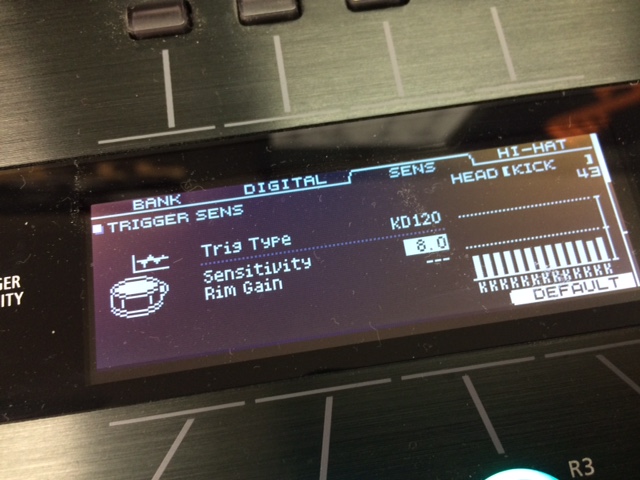 BANK DIGITAL SENS HI-HAT
TRIGGER SENS
HEAD [KICK ]
43
Trig Type KD120
Sensitivity 8.0
Rim Gain ---
KKKKKKKKKKKKK
DEFAULT
GER
ITY
R3